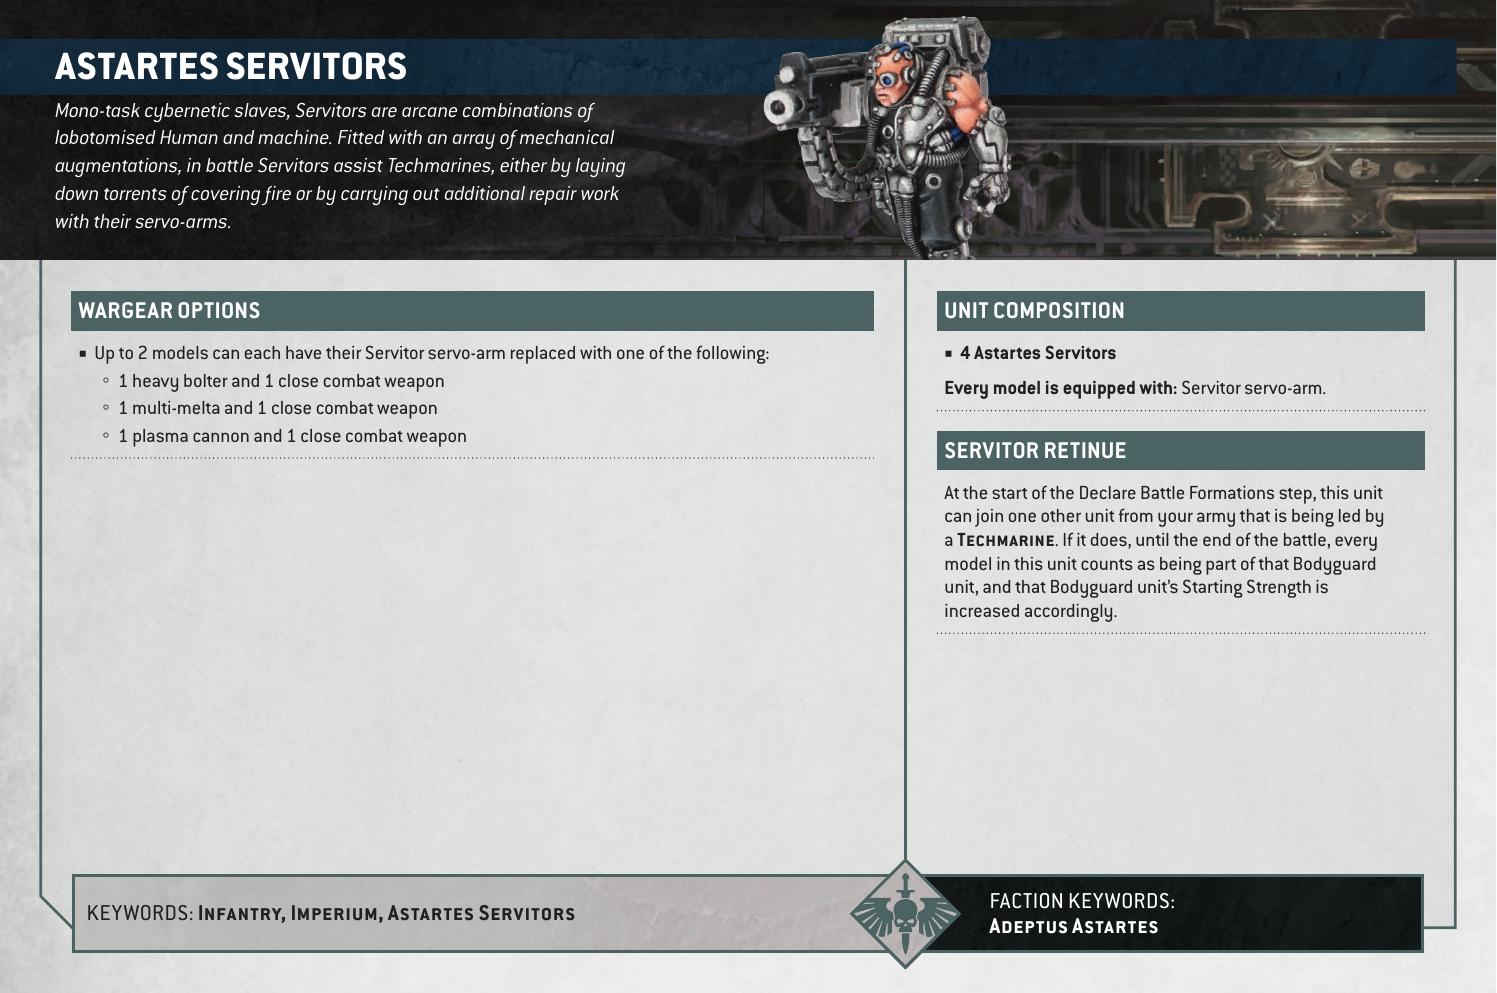 ASTARTES SERVITORS
Mono-task cybernetic slaves, Servitors are arcane combinations of
lobotomised Human and machine. Fitted with an array of mechanical
augmentations, in battle Servitors assist Techmarines, either by laying
down torrents of covering fire or by carrying out additional repair work
with their servo-arms.
WARGEAR OPTIONS
■ Up to 2 models can each have their Servitor servo-arm replaced with one of the following:
◦ 1 heavy bolter and 1 close combat weapon
◦ 1 multi-melta and 1 close combat weapon
◦ 1 plasma cannon and 1 close combat weapon
UNIT COMPOSITION
■ 4 Astartes Servitors
Every model is equipped with: Servitor servo-arm.
SERVITOR RETINUE
At the start of the Declare Battle Formations step, this unit
can join one other unit from your army that is being led by
a TECHMARINE. If it does, until the end of the battle, every
model in this unit counts as being part of that Bodyguard
unit, and that Bodyguard unit's Starting Strength is
increased accordingly.
KEYWORDS: INFANTRY, IMPERIUM, ASTARTES SERVITORS
FACTION KEYWORDS:
ADEPTUS ASTARTES